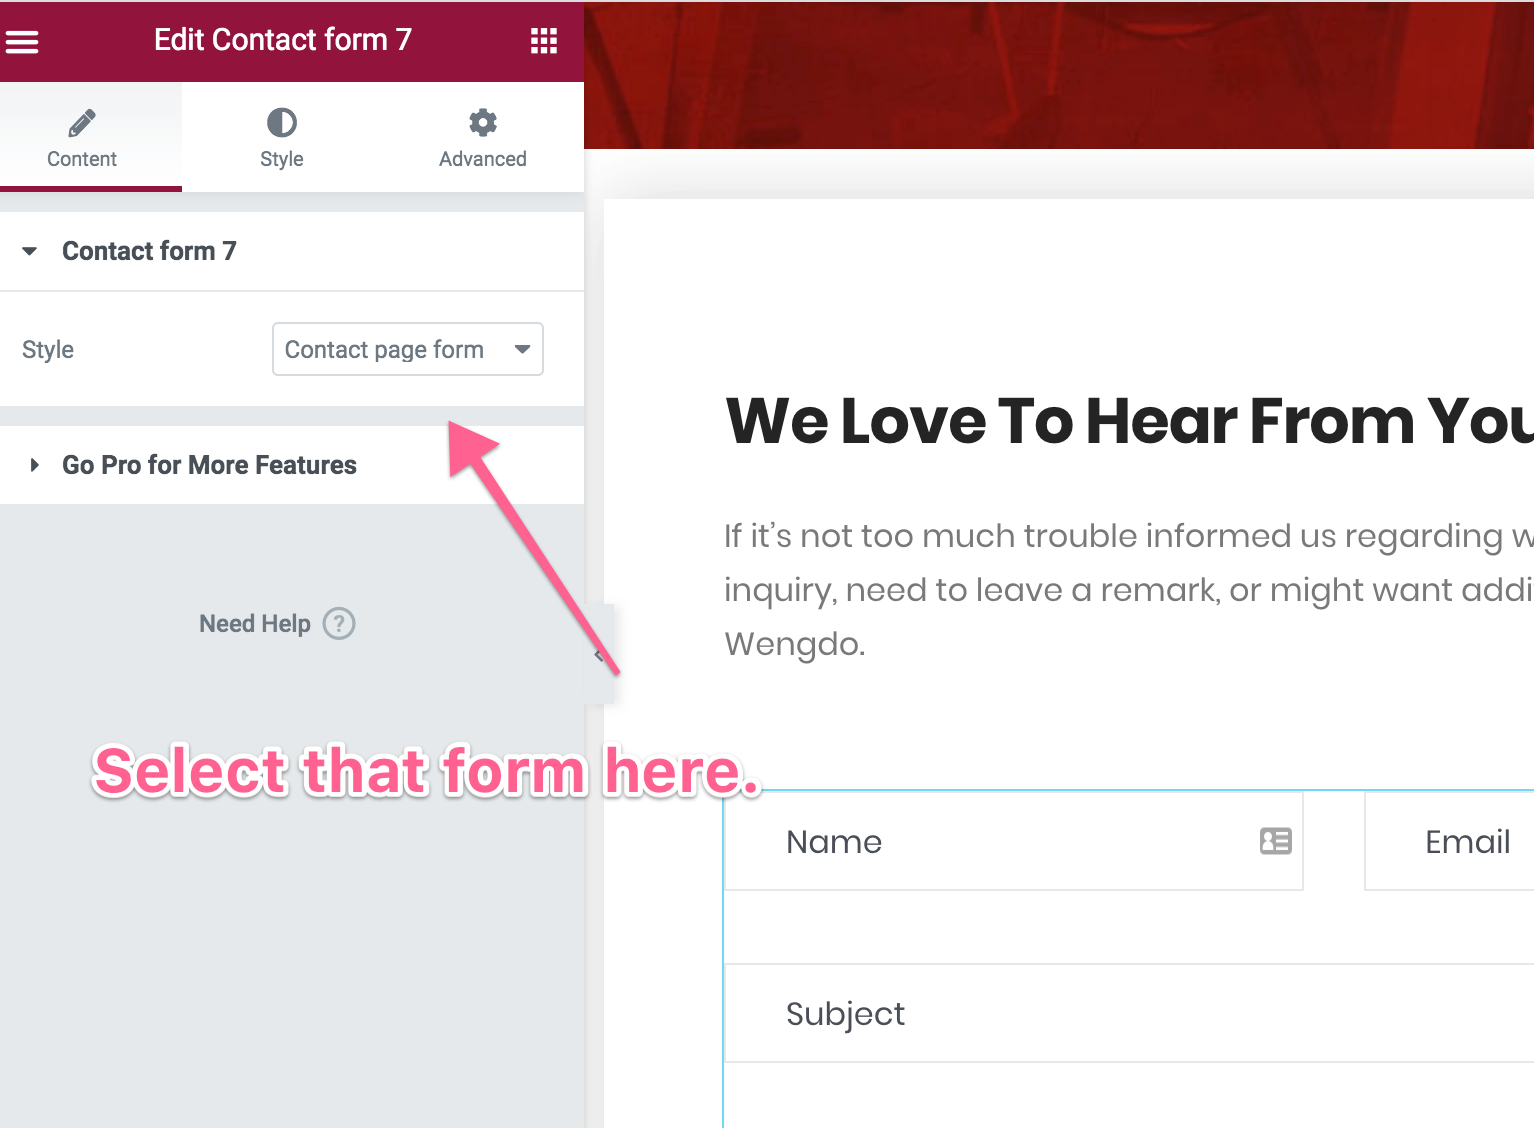 Edit Contact form 7
Content
Style
Advanced
Contact form 7
Style
Contact page form
Go Pro for More Features
Need Help ?
Select that form here.
We Love To Hear From You
If it’s not too much trouble informed us regarding
inquiry, need to leave a remark, or might want
Wengdo.
Name
Email
Subject